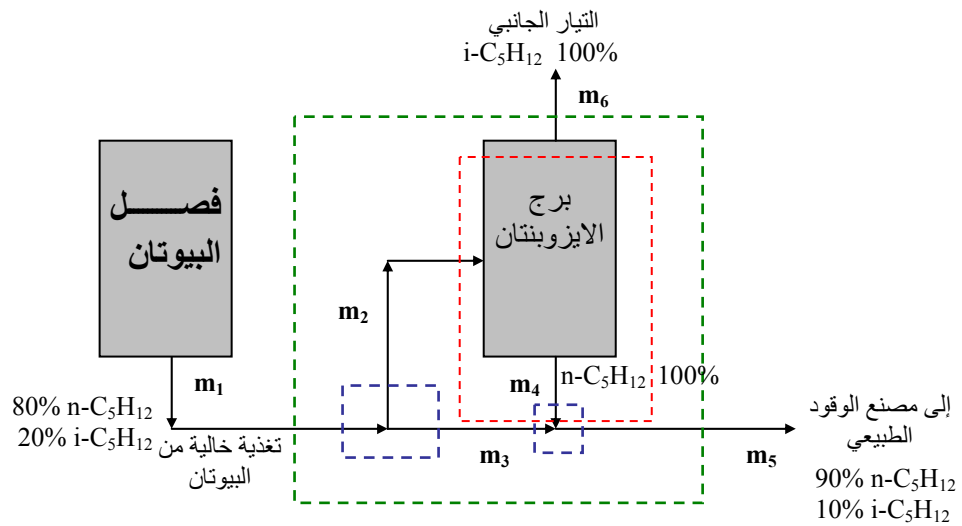 التيار الجانبي
i-C₅H₁₂ 100%
m₆
فصل
البيوتان
برج
الايزوبنتان
m₂
m₁
m₄
n-C₅H₁₂ 100%
80% n-C₅H₁₂
20% i-C₅H₁₂
تغذية خالية من
البيوتان
m₃
m₅
إلى مصنع الوقود
الطبيعي
90% n-C₅H₁₂
10% i-C₅H₁₂